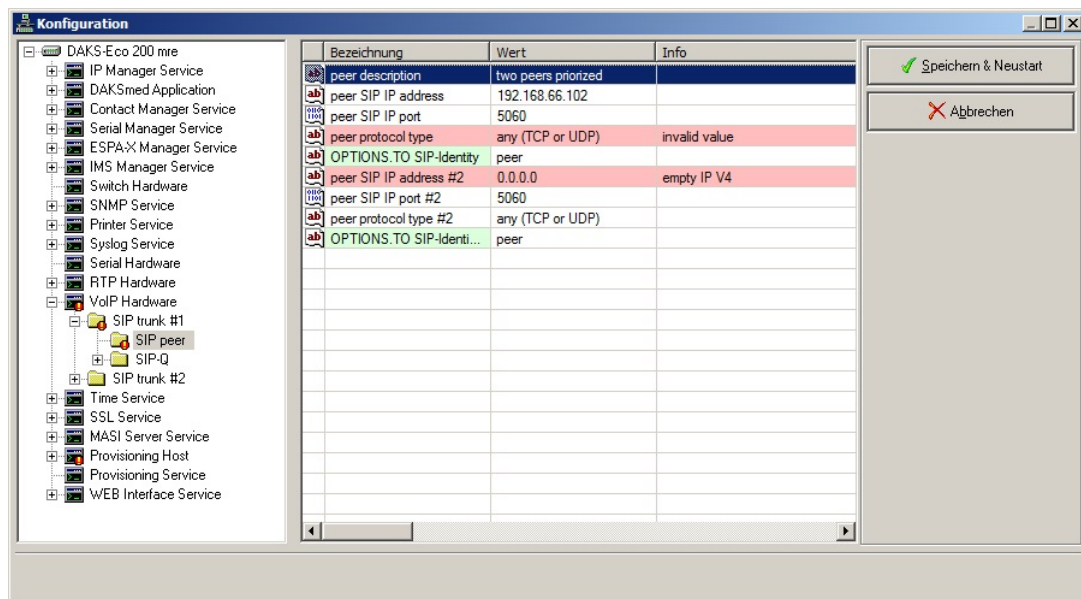 Konfiguration
DAKS-Eco 200 mre
IP Manager Service
DAKSmed Application
Contact Manager Service
Serial Manager Service
ESPA-X Manager Service
IMS Manager Service
Switch Hardware
SNMP Service
Printer Service
Syslog Service
Serial Hardware
RTP Hardware
VoIP Hardware
SIP trunk #1
SIP peer
SIP-Q
SIP trunk #2
Time Service
SSL Service
MASI Server Service
Provisioning Host
Provisioning Service
WEB Interface Service
Bezeichnung Wert Info
peer description two peers priorized
peer SIP IP address 192.168.66.102
peer SIP IP port 5060
peer protocol type any (TCP or UDP) invalid value
OPTIONS.TO SIP-Identity peer
peer SIP IP address #2 0.0.0.0 empty IP V4
peer SIP IP port #2 5060
peer protocol type #2 any (TCP or UDP)
OPTIONS.TO SIP-Identi... peer
Speichern & Neustart
Abbrechen